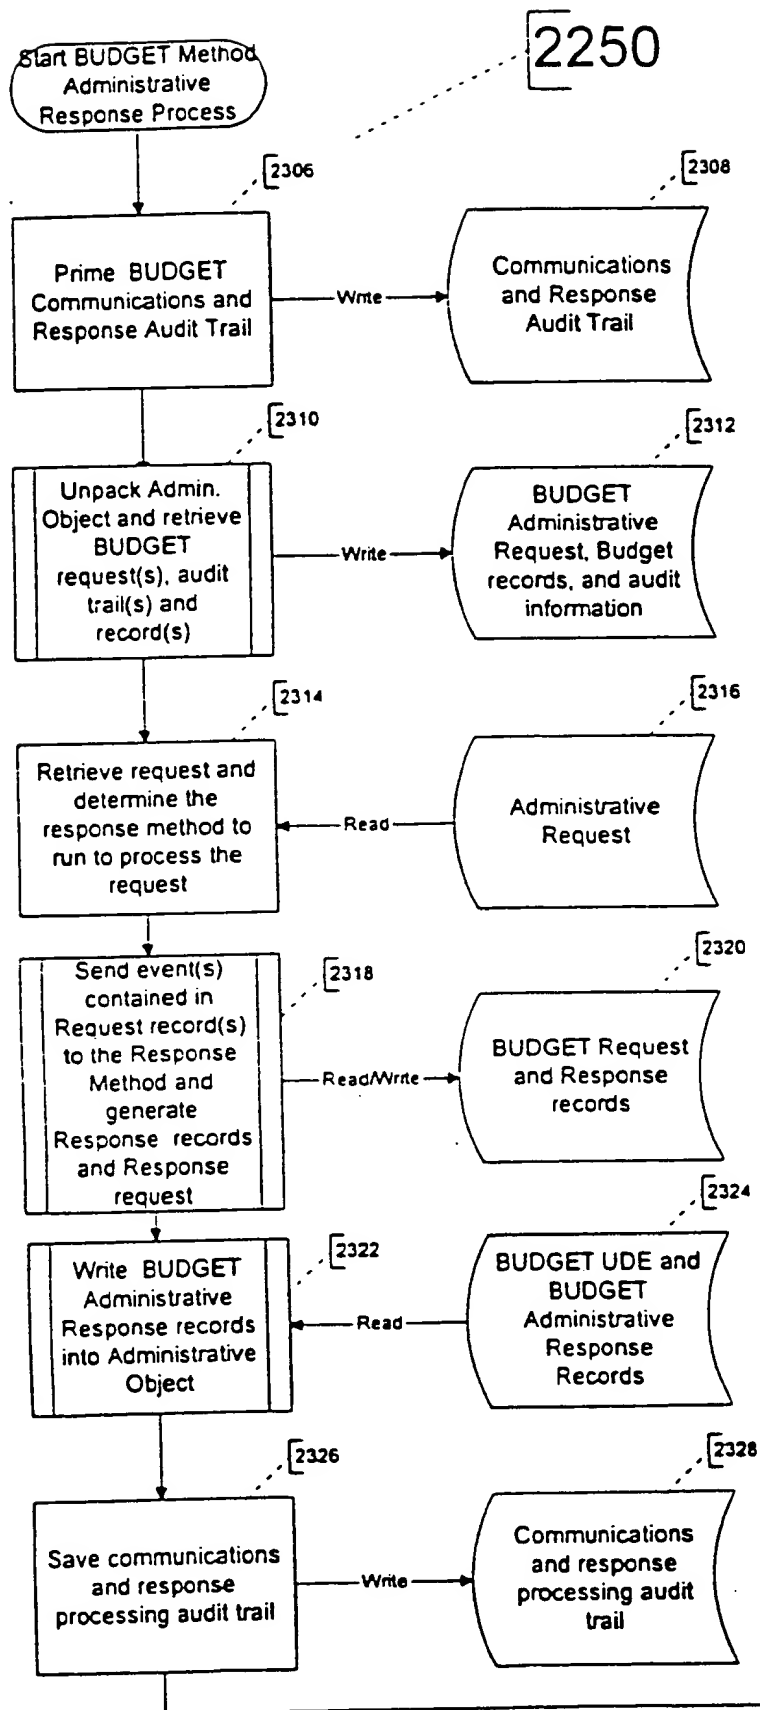 Start BUDGET Method
Administrative
Response Process
2250
2306
Prime BUDGET
Communications and
Response Audit Trail
Write
2308
Communications
and Response
Audit Trail
2310
Unpack Admin.
Object and retrieve
BUDGET
request(s), audit
trail(s) and
record(s)
Write
2312
BUDGET
Administrative
Request, Budget
records, and audit
information
2314
Retrieve request and
determine the
response method to
run to process the
request
Read
2316
Administrative
Request
2318
Send event(s)
contained in
Request record(s)
to the Response
Method and
generate
Response records
and Response
request
Read/Write
2320
BUDGET Request
and Response
records
2322
Write BUDGET
Administrative
Response records
into Administrative
Object
Read
2324
BUDGET UDE and
BUDGET
Administrative
Response
Records
2326
Save communications
and response
processing audit trail
Write
2328
Communications
and response
processing audit
trail